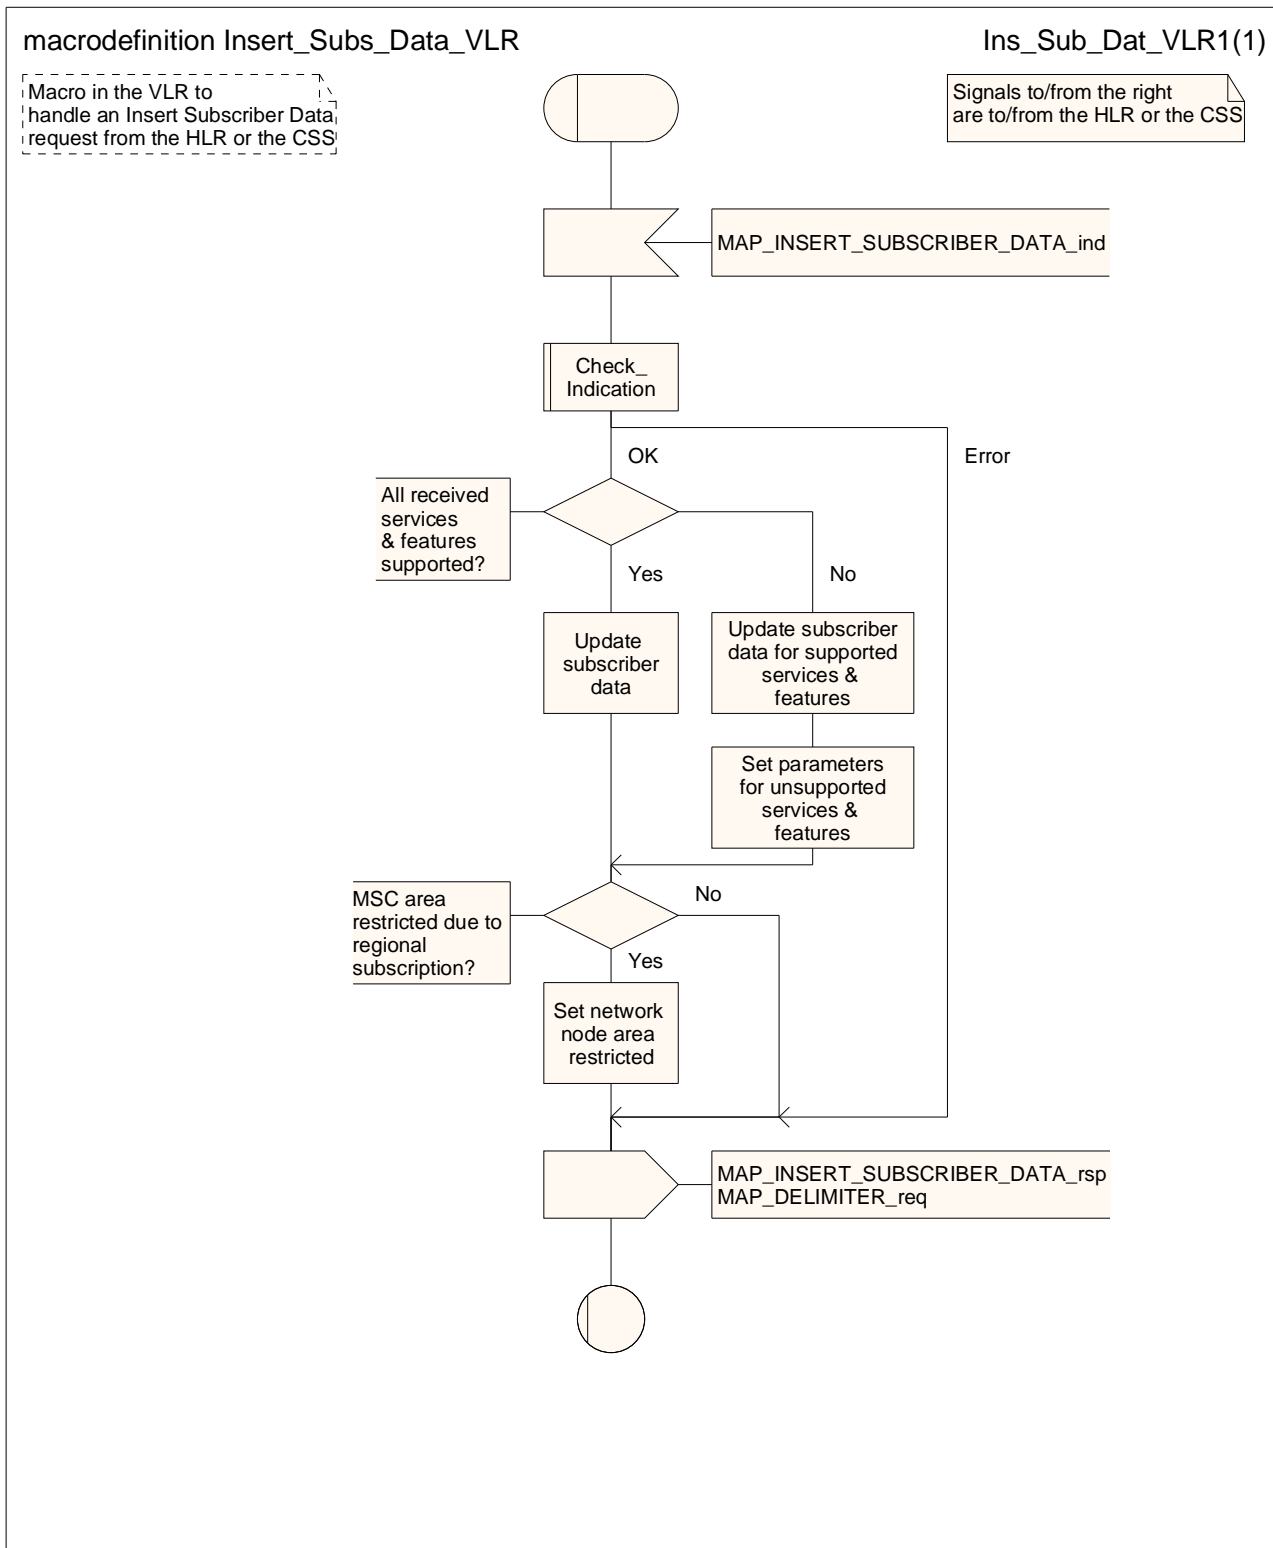 macrodefinition Insert_Subs_Data_VLR
Ins_Sub_Dat_VLR1(1)
Macro in the VLR to
handle an Insert Subscriber Data
request from the HLR or the CSS
Signals to/from the right
are to/from the HLR or the CSS
MAP_INSERT_SUBSCRIBER_DATA_ind
Check_
Indication
OK
Error
All received
services
& features
supported?
Yes
No
Update
subscriber
data
Update subscriber
data for supported
services &
features
Set parameters
for unsupported
services &
features
MSC area
restricted due to
regional
subscription?
No
Yes
Set network
node area
restricted
MAP_INSERT_SUBSCRIBER_DATA_rsp
MAP_DELIMITER_req